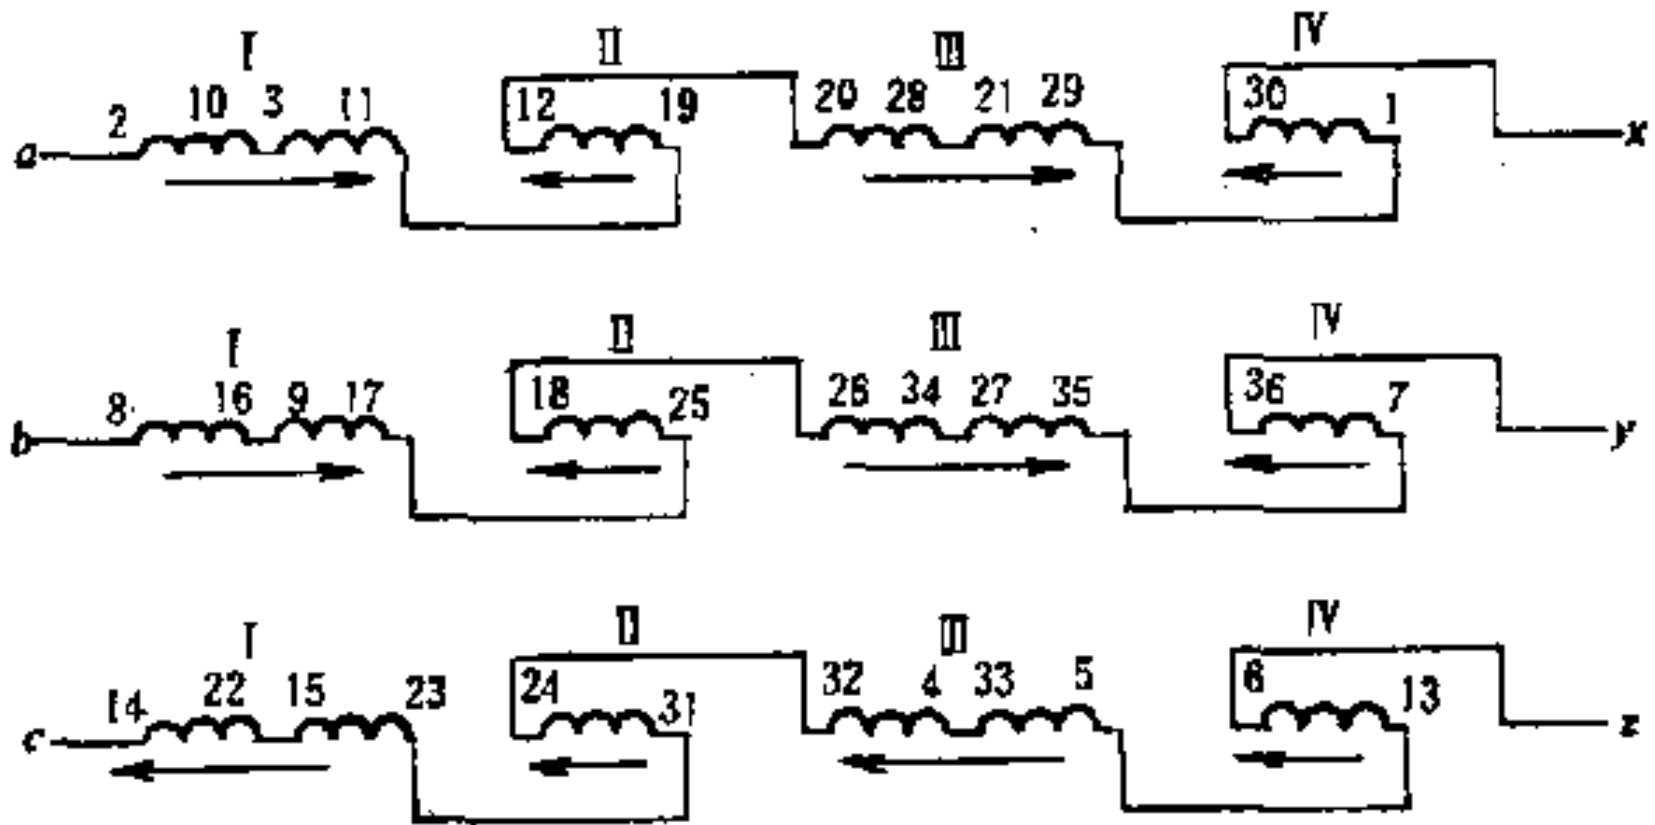 I II III IV
a 2 10 3 11 12 19 20 28 21 29 30 1 x
I II III IV
b 8 16 9 17 18 25 26 34 27 35 36 7 y
I II III IV
c 14 22 15 23 24 31 32 4 33 5 6 13 z